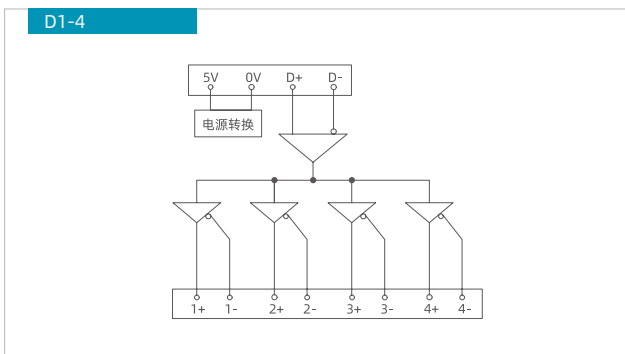 D1-4
5V 0V D+ D-
电源转换
1+ 1- 2+ 2- 3+ 3- 4+ 4-